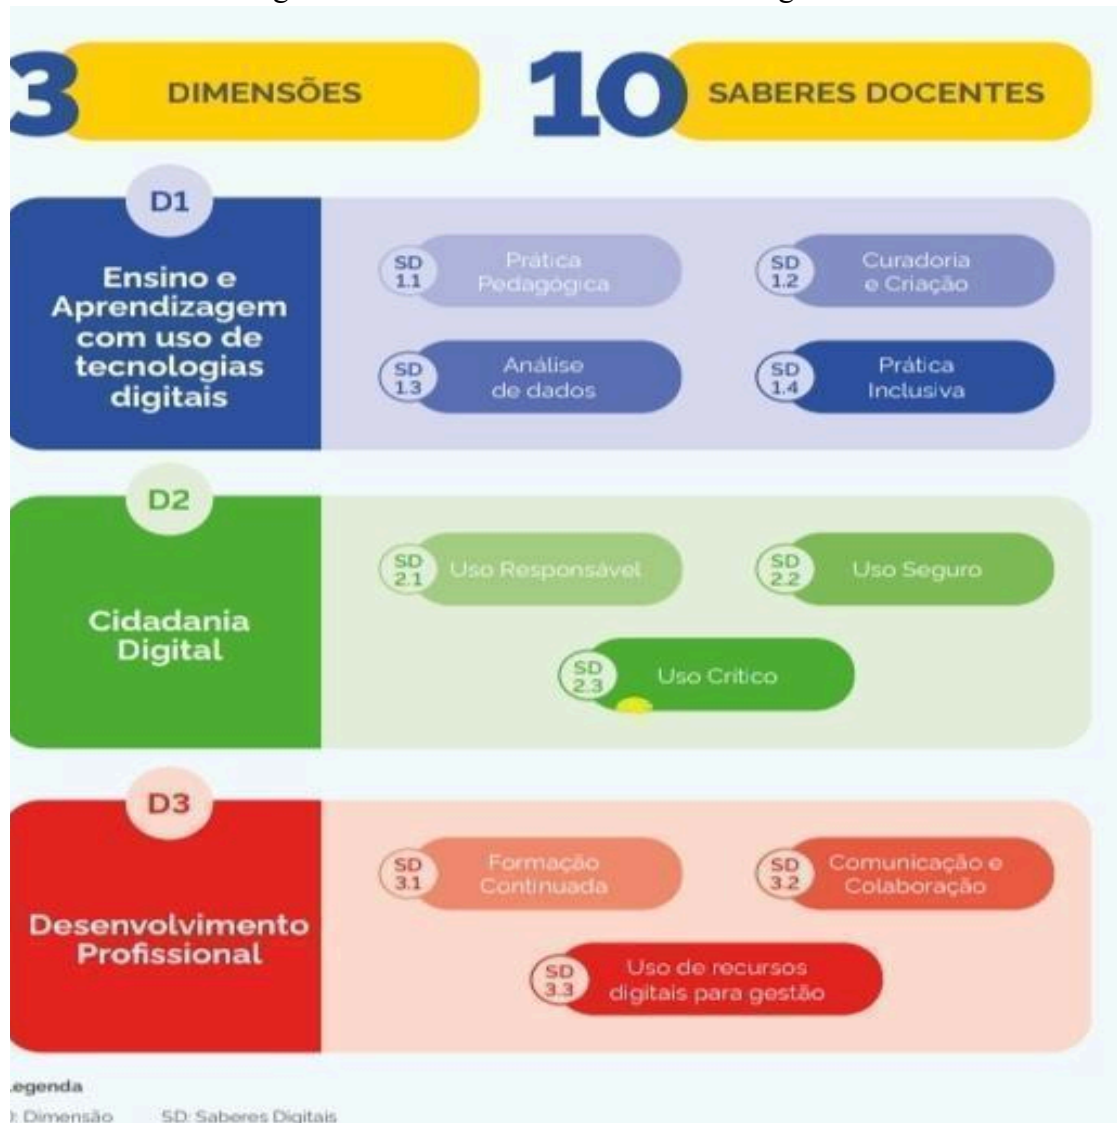 3 DIMENSÕES
10 SABERES DOCENTES
D1
Ensino e
Aprendizagem
com uso de
tecnologias
digitais
SD
1.1
Prática
Pedagógica
SD
1.2
Curadoria
e Criação
SD
1.3
Análise
de dados
SD
1.4
Prática
Inclusiva
D2
Cidadania
Digital
SD
2.1
Uso Responsável
SD
2.2
Uso Seguro
SD
2.3
Uso Crítico
D3
Desenvolvimento
Profissional
SD
3.1
Formação
Continuada
SD
3.2
Comunicação e
Colaboração
SD
3.3
Uso de recursos
digitais para gestão
egenda
: Dimensão SD: Saberes Digitais